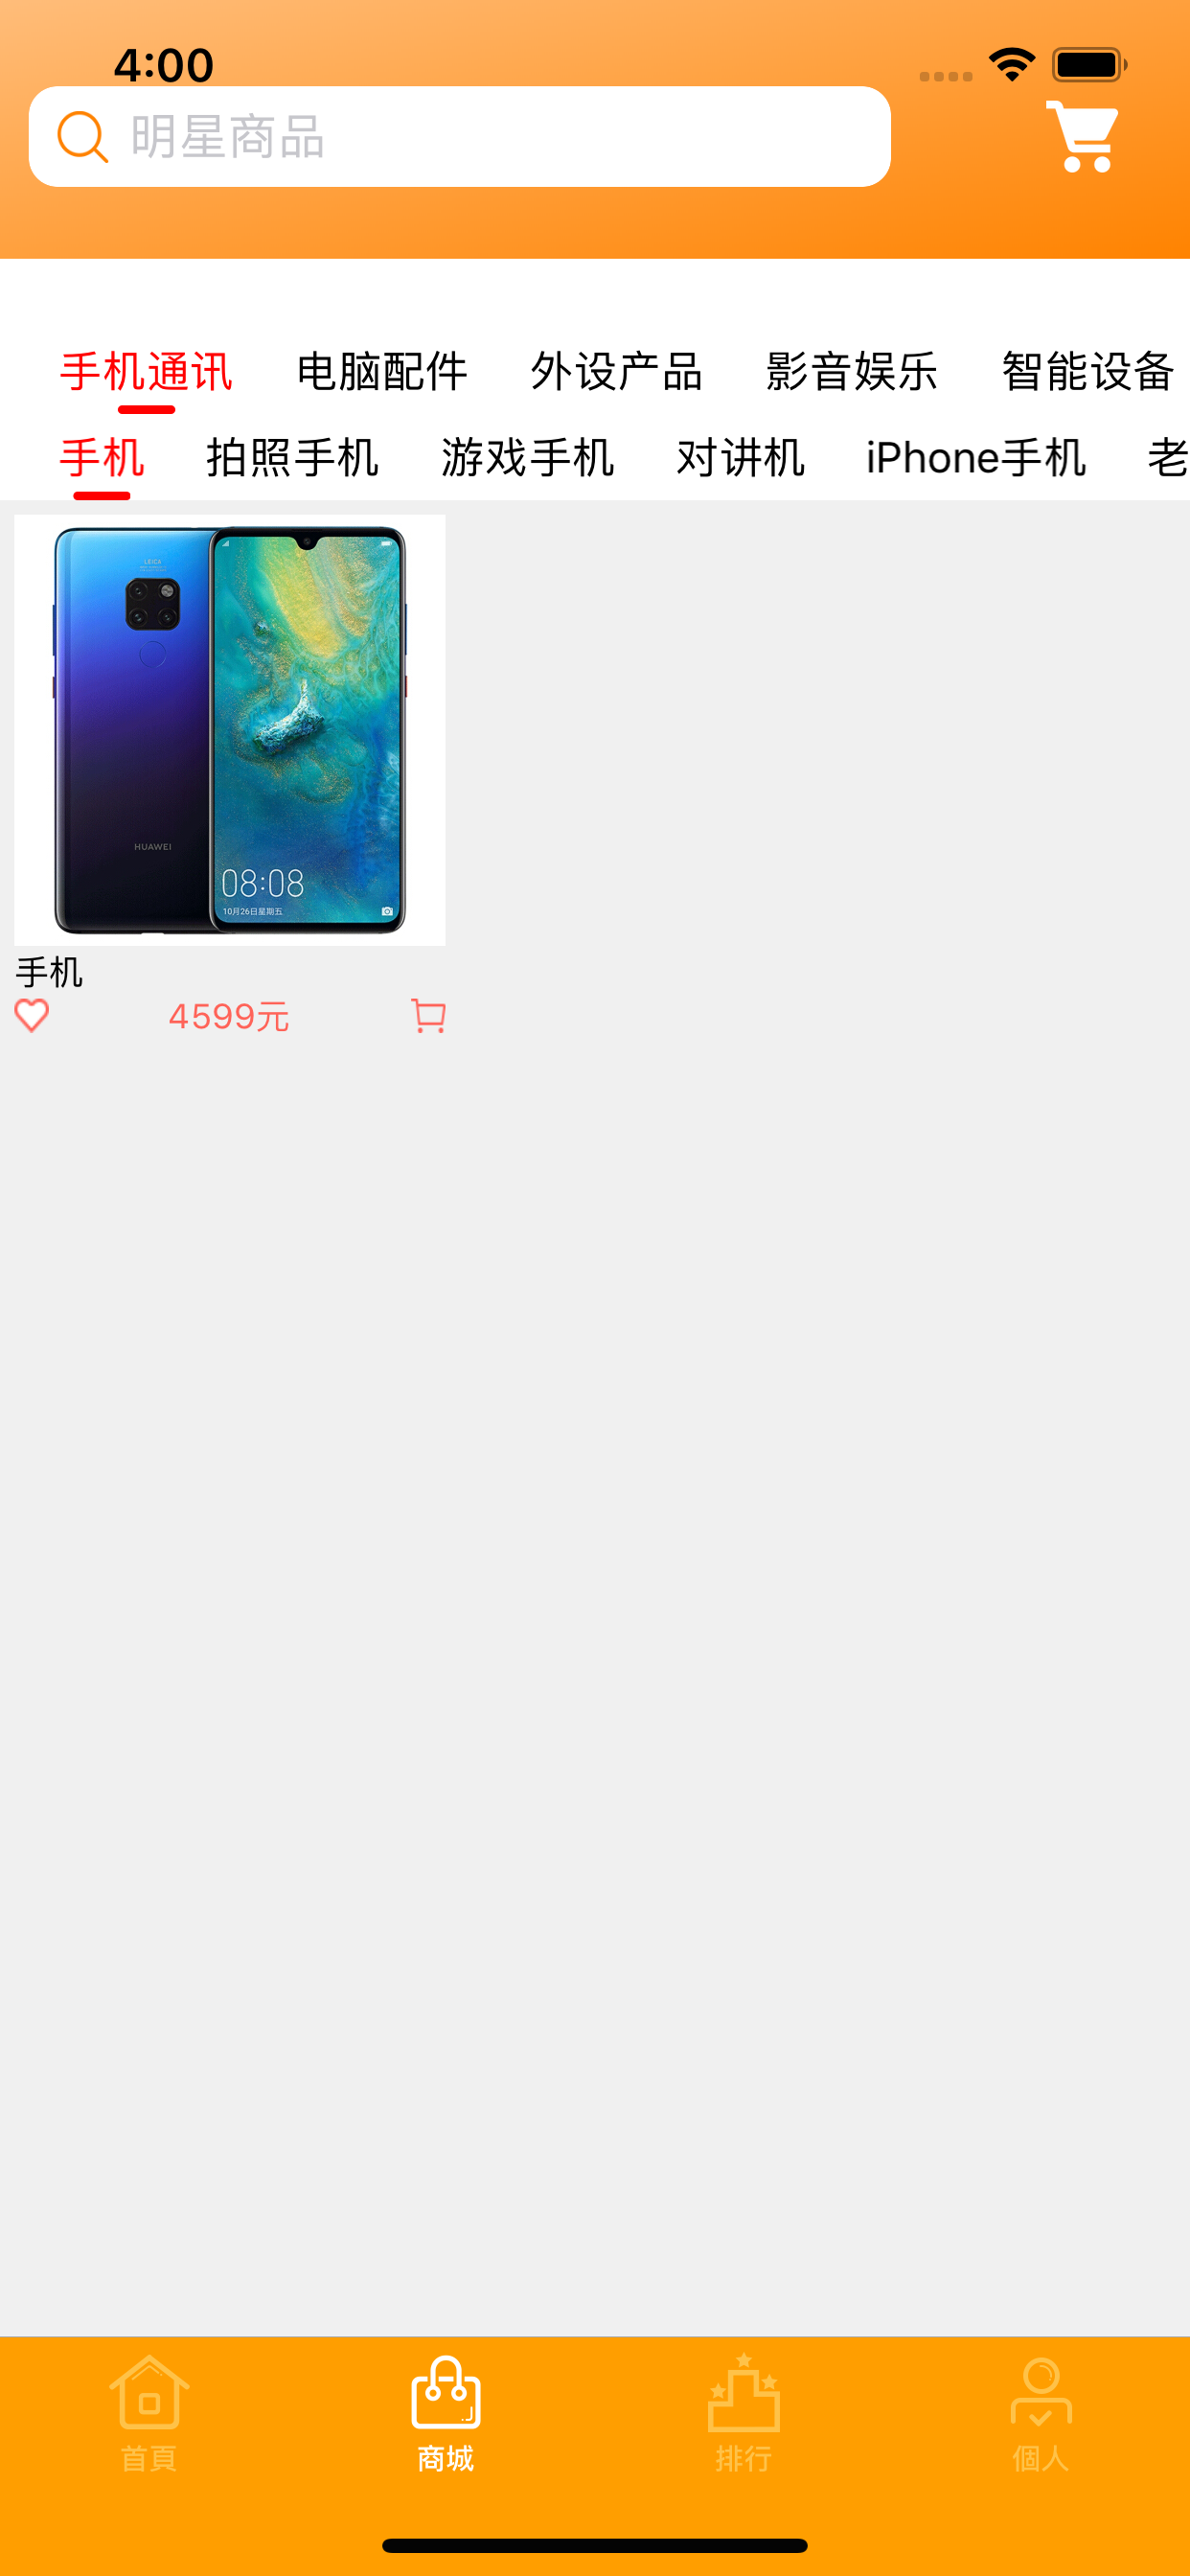 4:00
明星商品
手机通讯 电脑配件 外设产品 影音娱乐 智能设备
手机 拍照手机 游戏手机 对讲机 iPhone手机 老
LEICA
HUAWEI
08:08
10月26日星期五
手机
4599元
首頁 商城 排行 個人